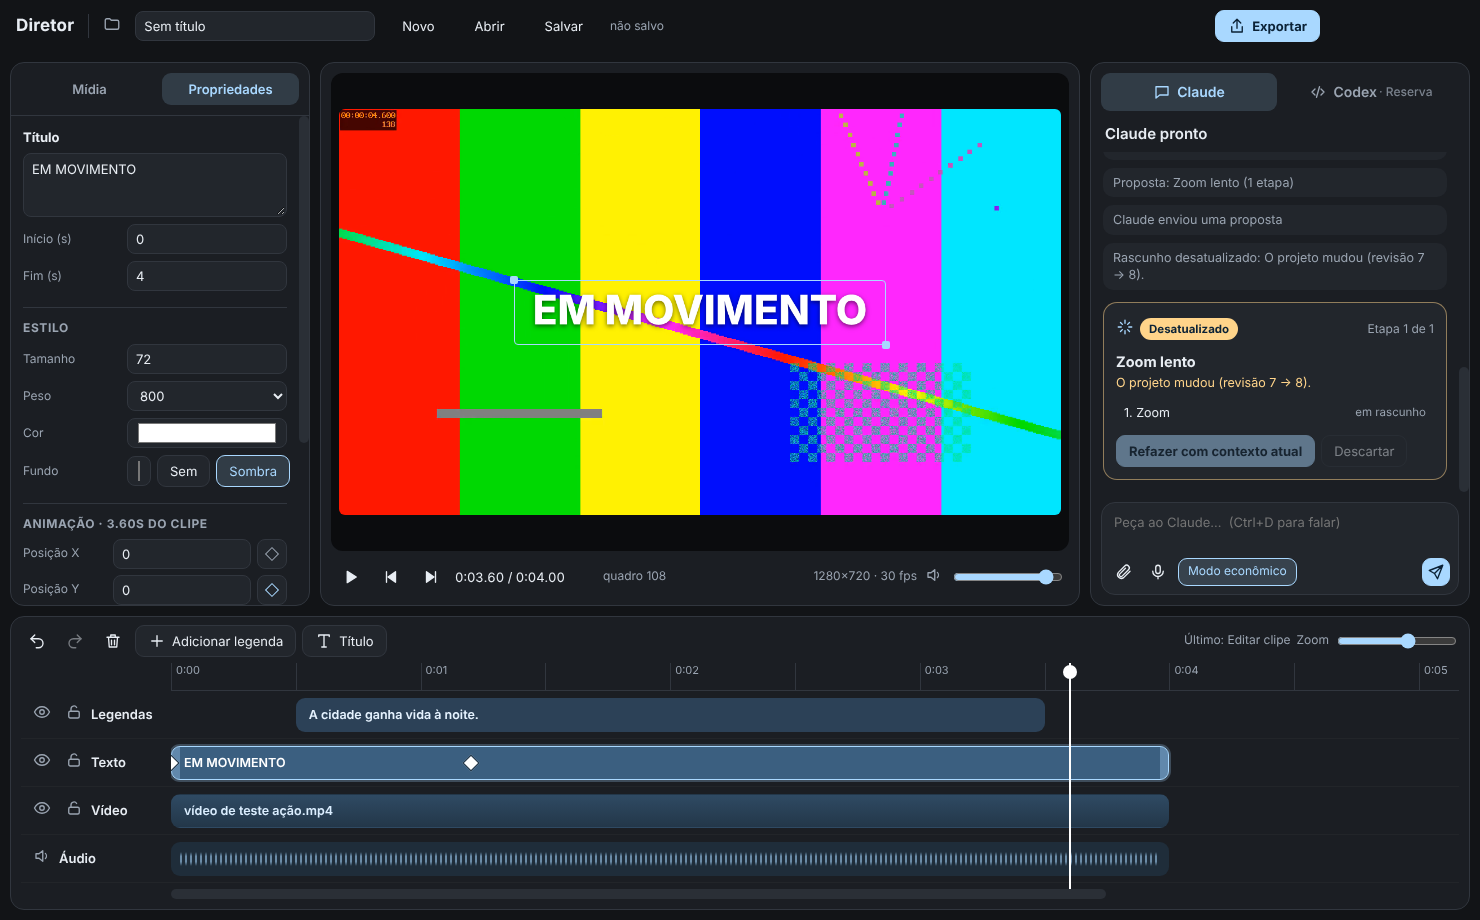 Diretor
Sem título
Novo
Abrir
Salvar
não salvo
Exportar
Mídia
Propriedades
Título
EM MOVIMENTO
Início (s)
0
Fim (s)
4
ESTILO
Tamanho
72
Peso
800
Cor
Fundo
Sem
Sombra
ANIMAÇÃO · 3.60S DO CLIPE
Posição X
0
Posição Y
0
00:00:04.600
138
EM MOVIMENTO
0:03.60 / 0:04.00
quadro 108
1280×720 · 30 fps
Claude
Codex · Reserva
Claude pronto
Proposta: Zoom lento (1 etapa)
Claude enviou uma proposta
Rascunho desatualizado: O projeto mudou (revisão 7
→ 8).
Desatualizado
Etapa 1 de 1
Zoom lento
O projeto mudou (revisão 7 → 8).
1. Zoom
em rascunho
Refazer com contexto atual
Descartar
Peça ao Claude... (Ctrl+D para falar)
Modo econômico
Adicionar legenda
Título
Último: Editar clipe
Zoom
0:00
0:01
0:02
0:03
0:04
0:05
Legendas
A cidade ganha vida à noite.
Texto
EM MOVIMENTO
Vídeo
vídeo de teste ação.mp4
Áudio